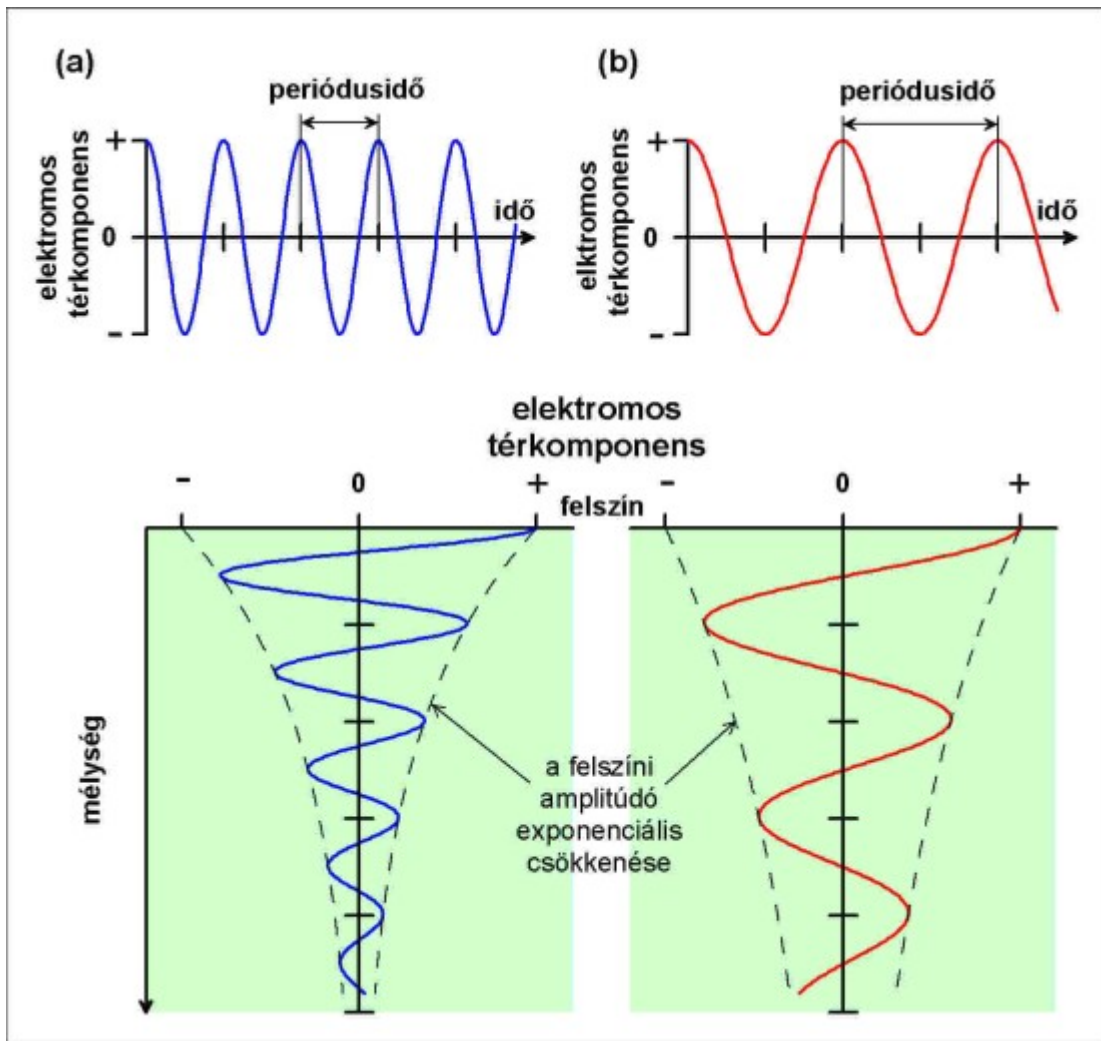 (a)
periódusidő
+
elektromos
térkomponens
0
-
idő
(b)
periódusidő
+
elktromos
térkomponens
0
-
idő
elektromos
térkomponens
- 0 +
felszín
- 0 +
mélység
a felszíni
amplitúdó
exponenciális
csökkenése